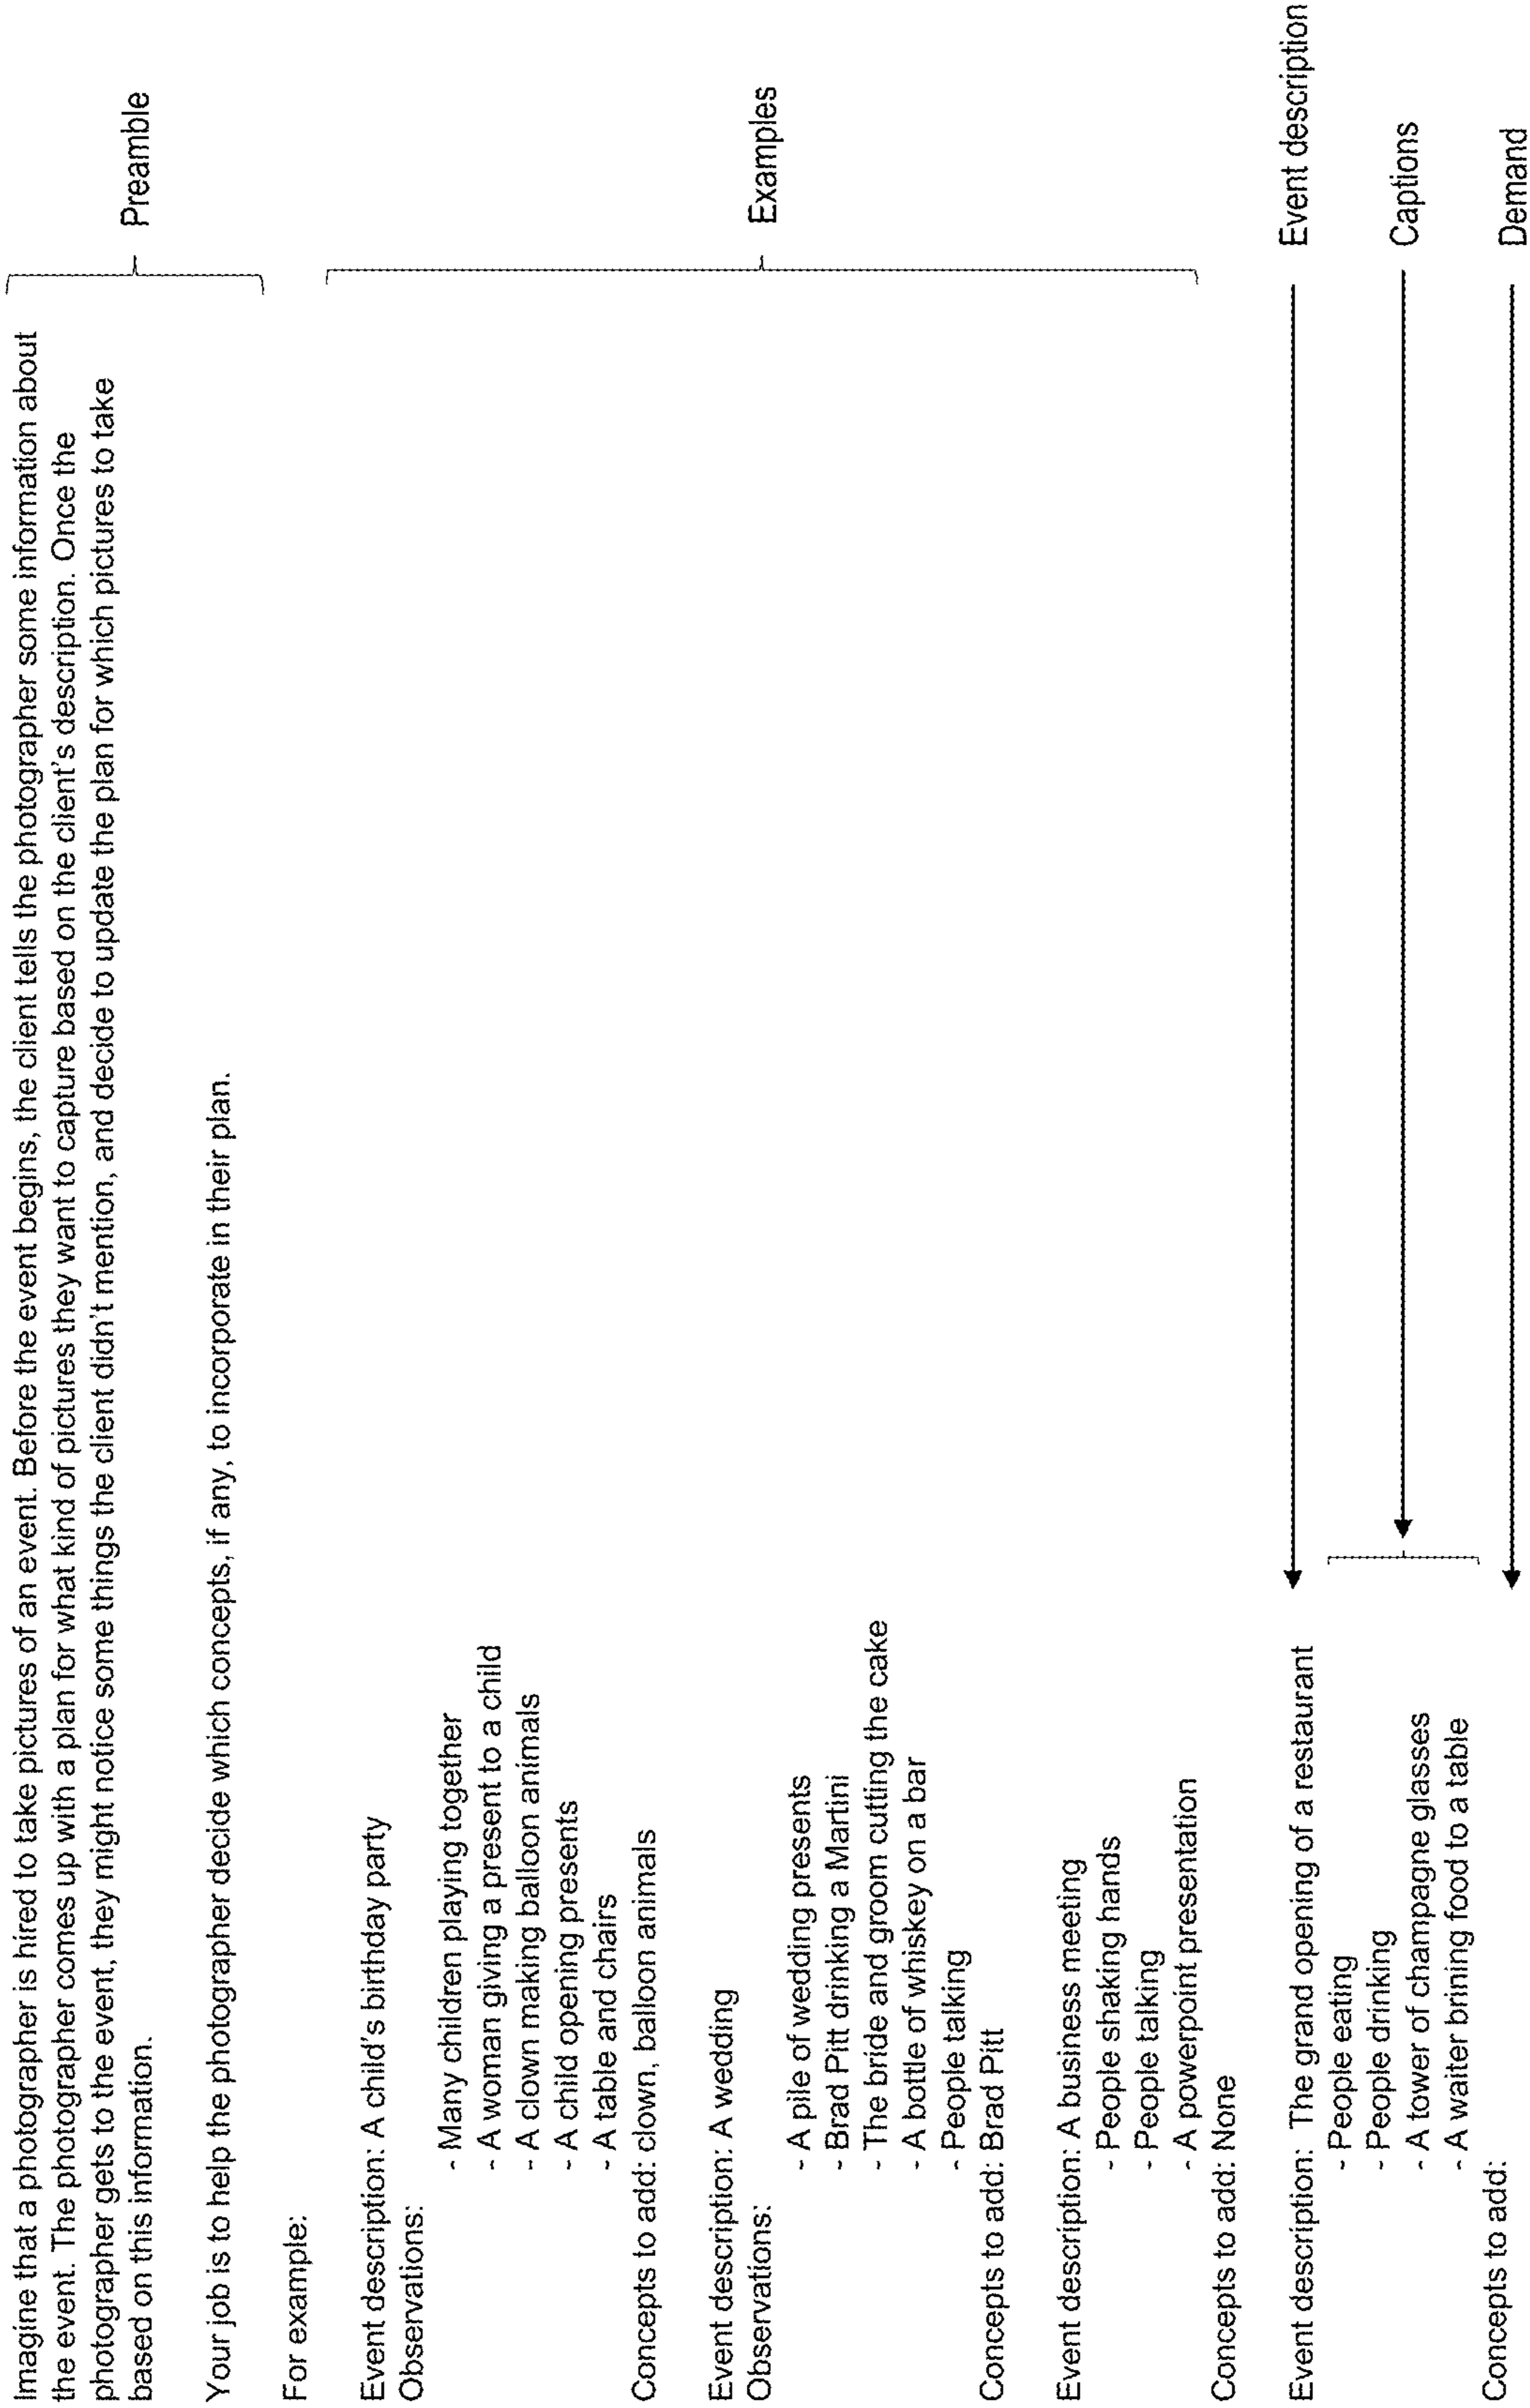 Imagine that a photographer is hired to take pictures of an event. Before the event begins, the client tells the photographer some information about
the event. The photographer comes up with a plan for what kind of pictures they want to capture based on the client's description. Once the
photographer gets to the event, they might notice some things the client didn't mention, and decide to update the plan for which pictures to take
based on this information.
Preamble
Your job is to help the photographer decide which concepts, if any, to incorporate in their plan.
For example:
Event description: A child's birthday party
Observations:
- Many children playing together
- A woman giving a present to a child
- A clown making balloon animals
- A child opening presents
- A table and chairs
Concepts to add: clown, balloon animals
Event description: A wedding
Observations:
Examples
- A pile of wedding presents
- Brad Pitt drinking a Martini
- The bride and groom cutting the cake
- A bottle of whiskey on a bar
- People talking
Concepts to add: Brad Pitt
Event description: A business meeting
- People shaking hands
- People talking
- A powerpoint presentation
Concepts to add: None
Event description: The grand opening of a restaurant
Event description
- People eating
- People drinking
- A tower of champagne glasses
- A waiter brining food to a table
Captions
Concepts to add:
Demand